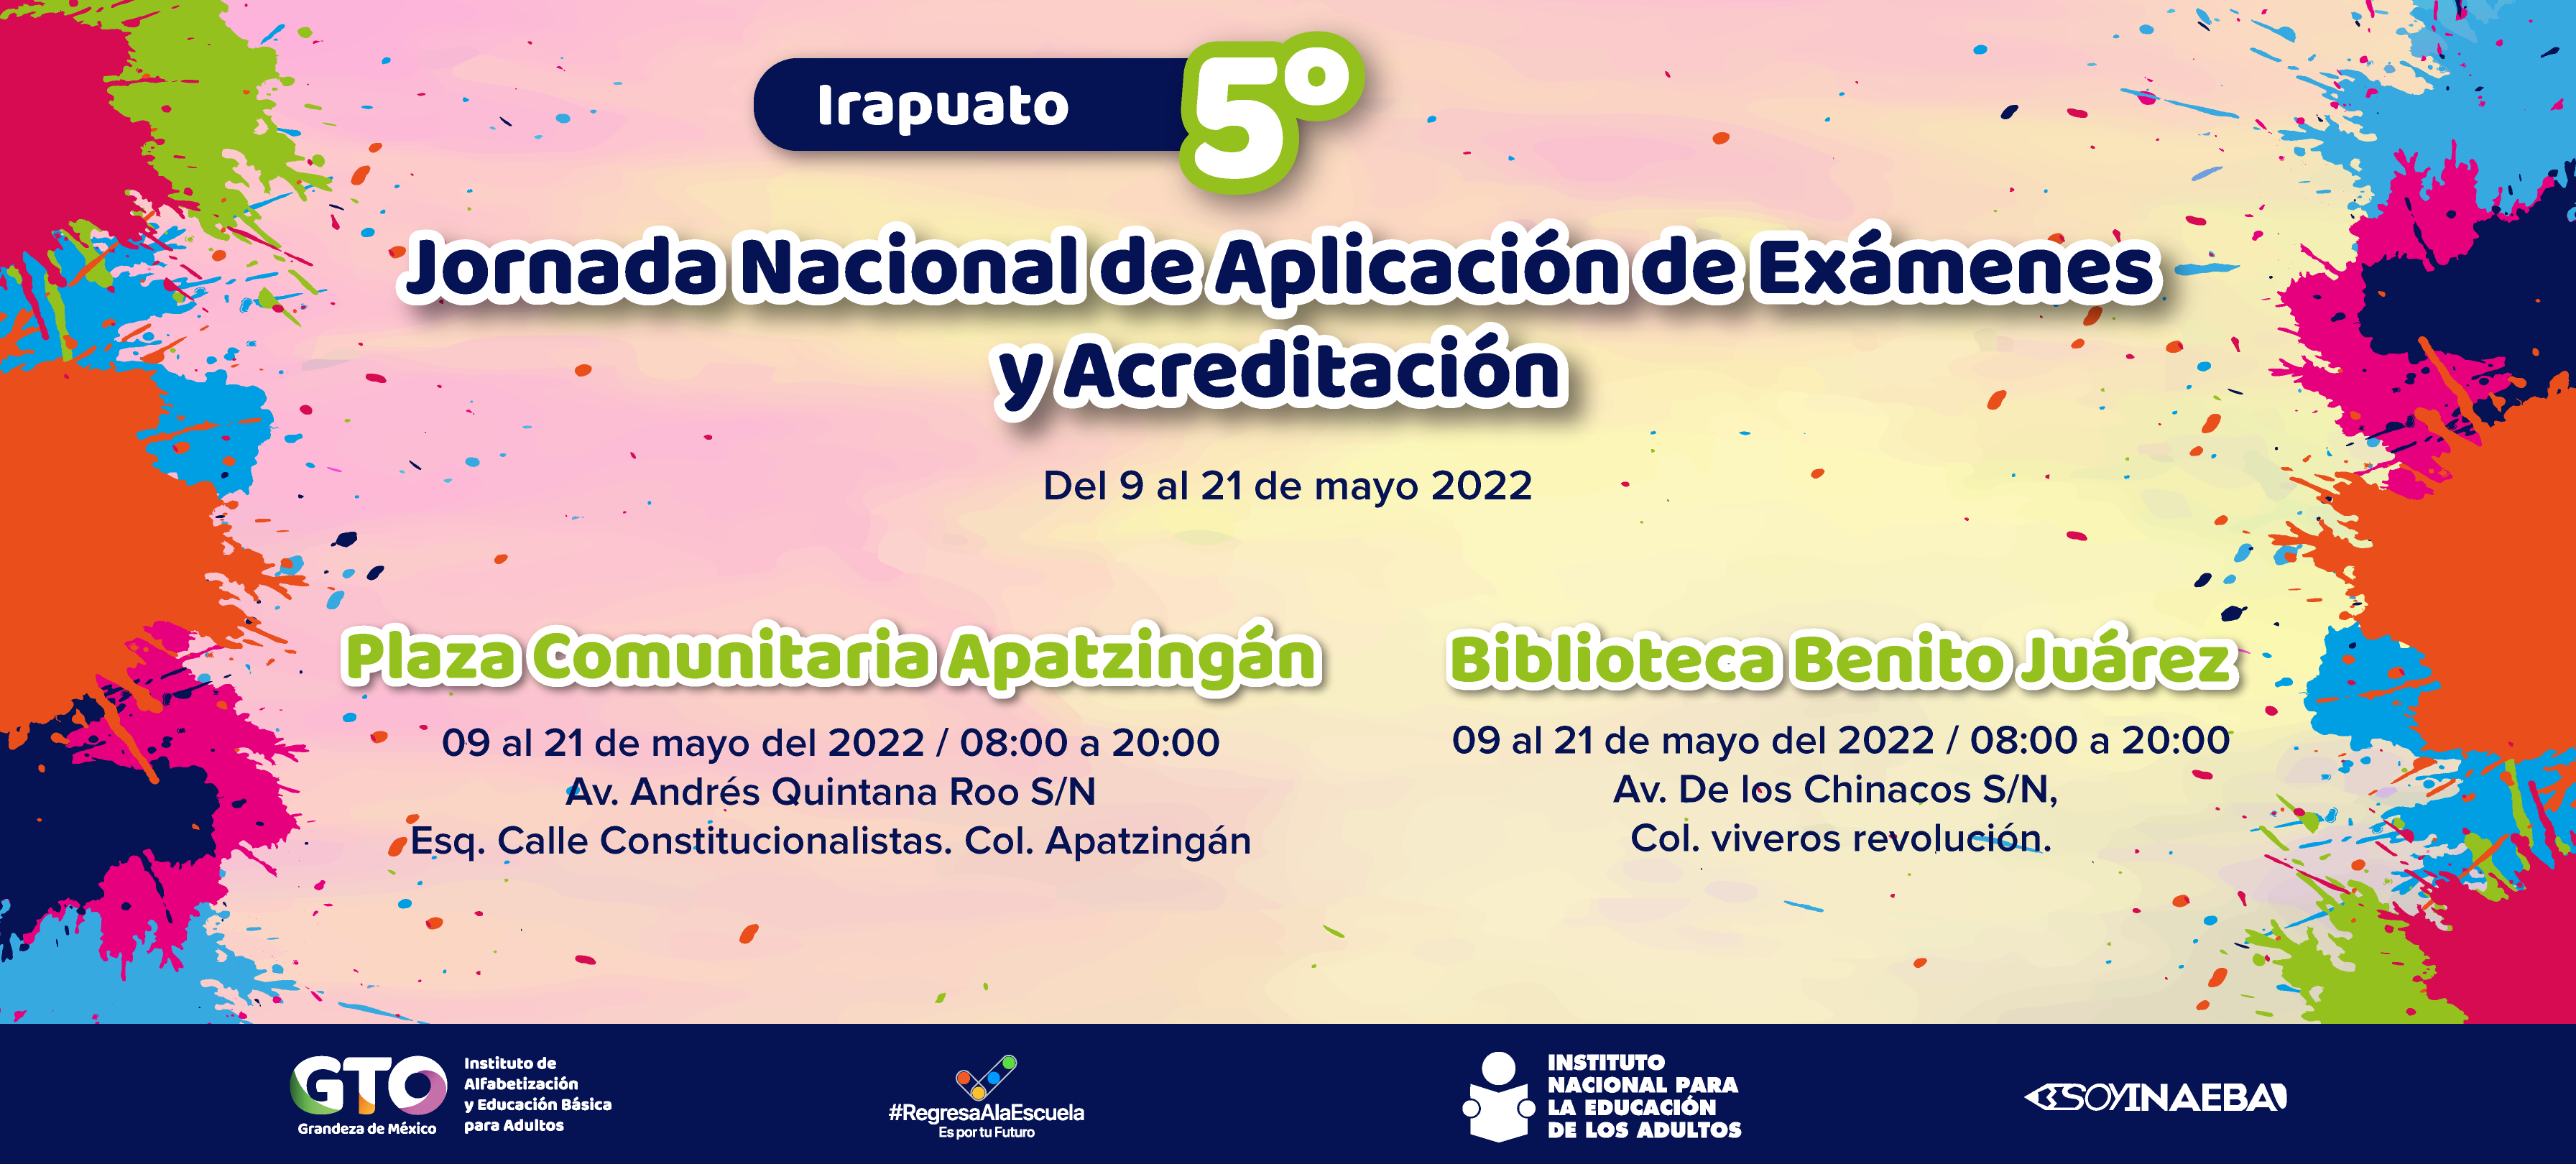 Irapuato 5°
Jornada Nacional de Aplicación de Exámenes
y Acreditación
Del 9 al 21 de mayo 2022
Plaza Comunitaria Apatzingán
09 al 21 de mayo del 2022 / 08:00 a 20:00
Av. Andrés Quintana Roo S/N
Esq. Calle Constitucionalistas. Col. Apatzingán
Biblioteca Benito Juárez
09 al 21 de mayo del 2022 / 08:00 a 20:00
Av. De los Chinacos S/N,
Col. viveros revolución.
GTO
Grandeza de México
Instituto de
Alfabetización
y Educación Básica
para Adultos
#RegresaAlaEscuela
Es por tu Futuro
INSTITUTO
NACIONAL PARA
LA EDUCACIÓN
DE LOS ADULTOS
SOYINAEBA